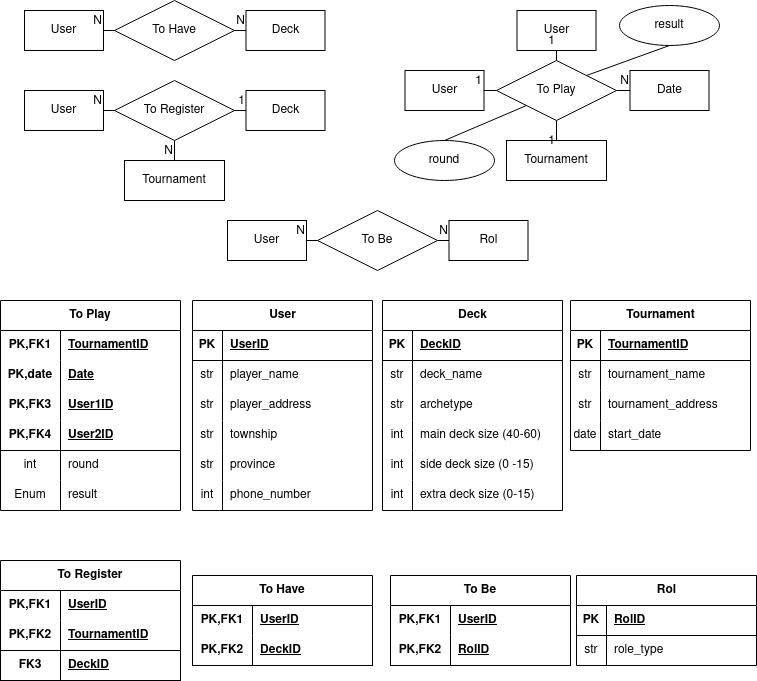 User
N
To Have
N
Deck
User
N
To Register
1
Deck
N
Tournament
User
1
result
User
1
To Play
N
Date
round
1
Tournament
User
N
To Be
N
Rol
To Play
PK,FK1 TournamentID
PK,date Date
PK,FK3 User1ID
PK,FK4 User2ID
int round
Enum result
User
PK UserID
str player_name
str player_address
str township
str province
int phone_number
Deck
PK DeckID
str deck_name
str archetype
int main deck size (40-60)
int side deck size (0 -15)
int extra deck size (0-15)
Tournament
PK TournamentID
str tournament_name
str tournament_address
date start_date
To Register
PK,FK1 UserID
PK,FK2 TournamentID
FK3 DeckID
To Have
PK,FK1 UserID
PK,FK2 DeckID
To Be
PK,FK1 UserID
PK,FK2 RolID
Rol
PK RolID
str role_type